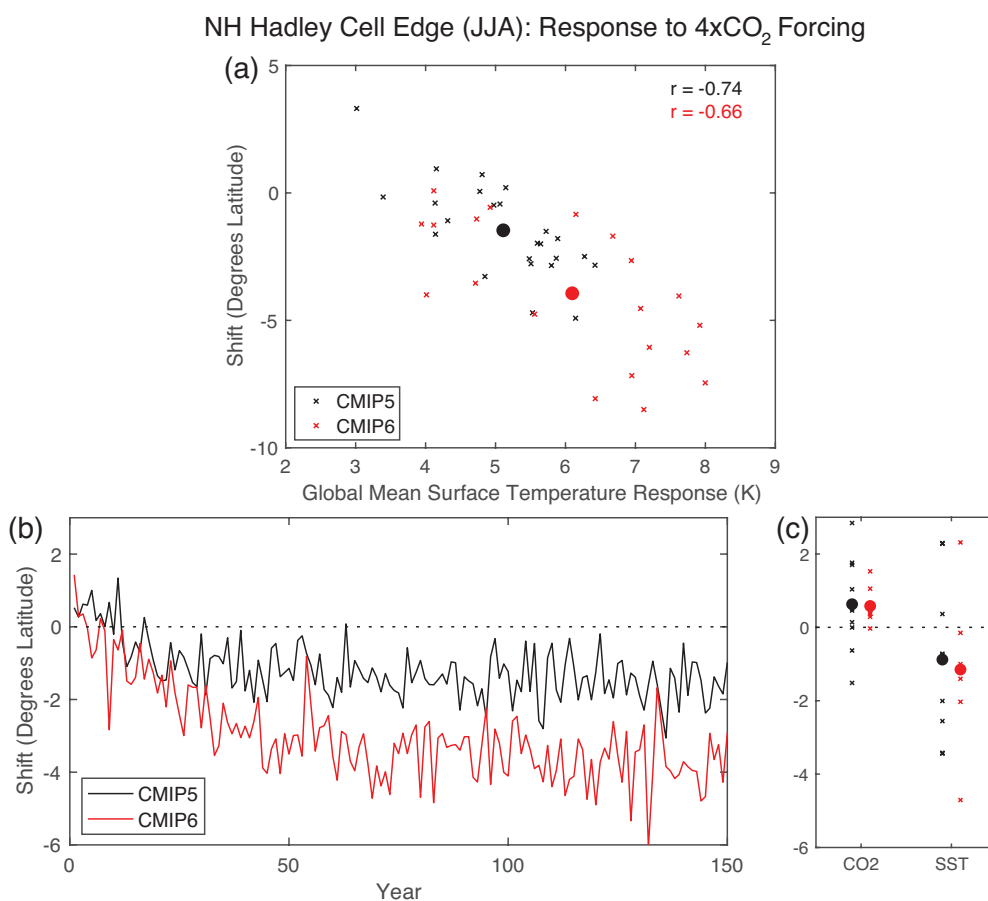 NH Hadley Cell Edge (JJA): Response to 4xCO₂ Forcing
(a)
r = -0.74
r = -0.66
5
0
-5
-10
Shift (Degrees Latitude)
CMIP5
CMIP6
2 3 4 5 6 7 8 9
Global Mean Surface Temperature Response (K)
(b)
2
0
-2
-4
-6
Shift (Degrees Latitude)
CMIP5
CMIP6
0 50 100 150
Year
(c)
2
0
-2
-4
-6
CO2 SST